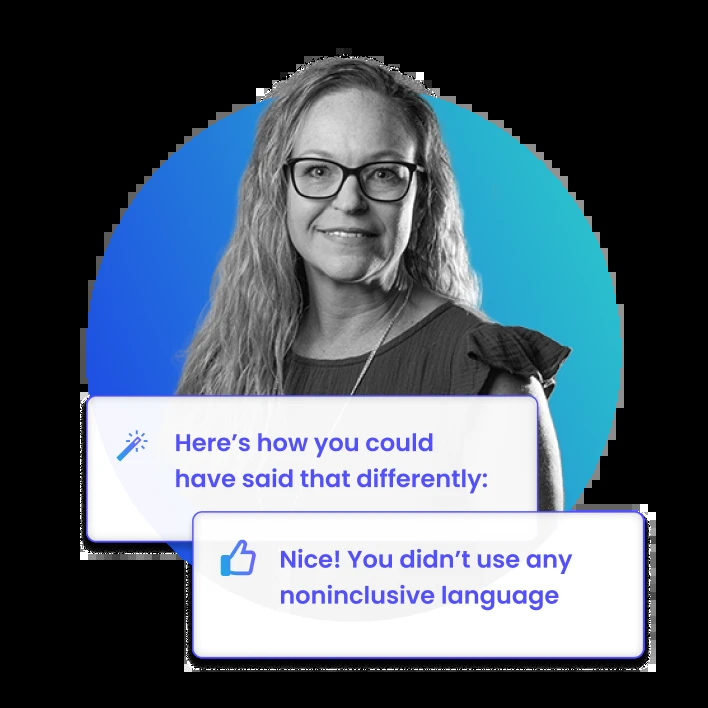 Here’s how you could
have said that differently:
Nice! You didn’t use any
noninclusive language